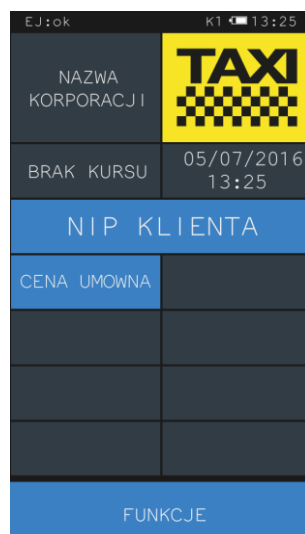 EJ:ok K1 13:25
NAZWA
KORPORACJI
TAXI
BRAK KURSU
05/07/2016
13:25
NIP KLIENTA
CENA UMOWNA
FUNKCJE